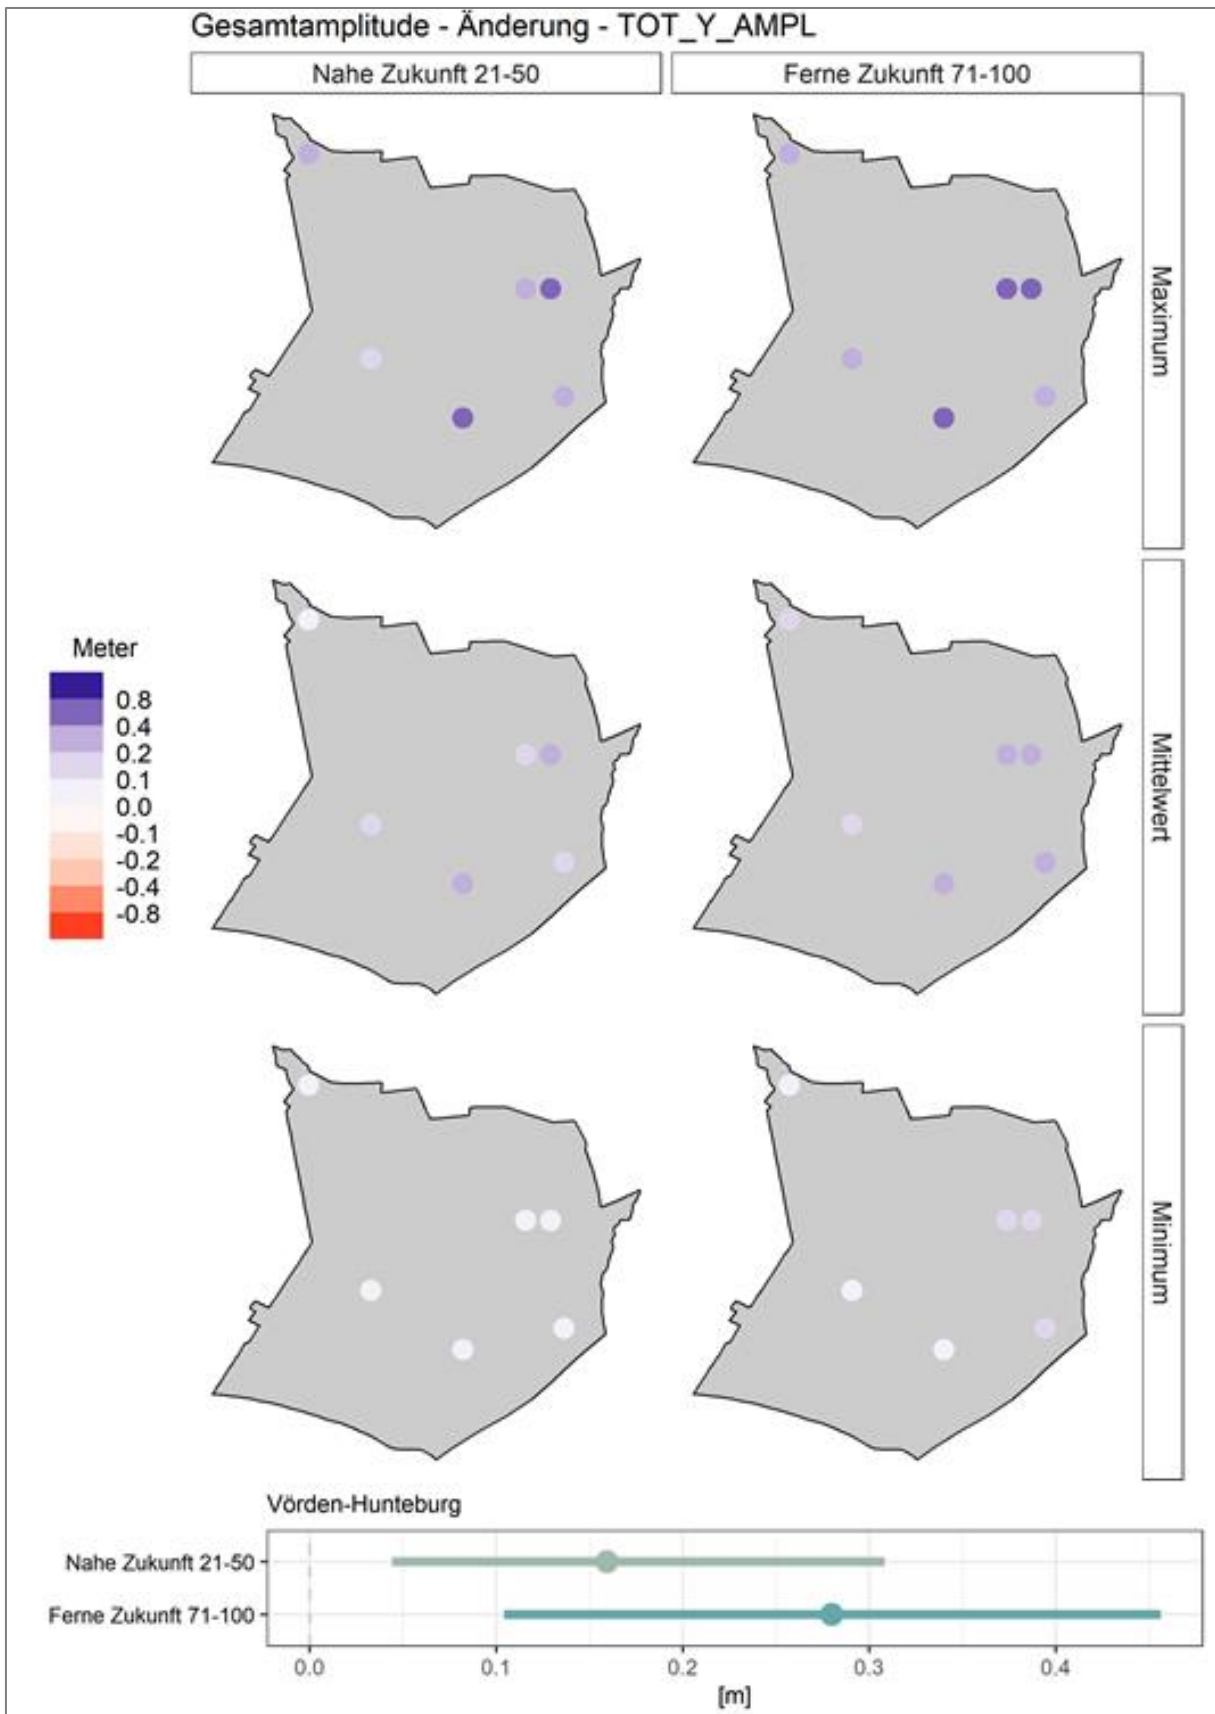 Gesamtamplitude - Änderung - TOT_Y_AMPL
Nahe Zukunft 21-50
Ferne Zukunft 71-100
Maximum
Mittelwert
Minimum
Meter
0.8
0.4
0.2
0.1
0.0
-0.1
-0.2
-0.4
-0.8
Vörden-Hunteburg
Nahe Zukunft 21-50
Ferne Zukunft 71-100
0.0 0.1 0.2 0.3 0.4
[m]